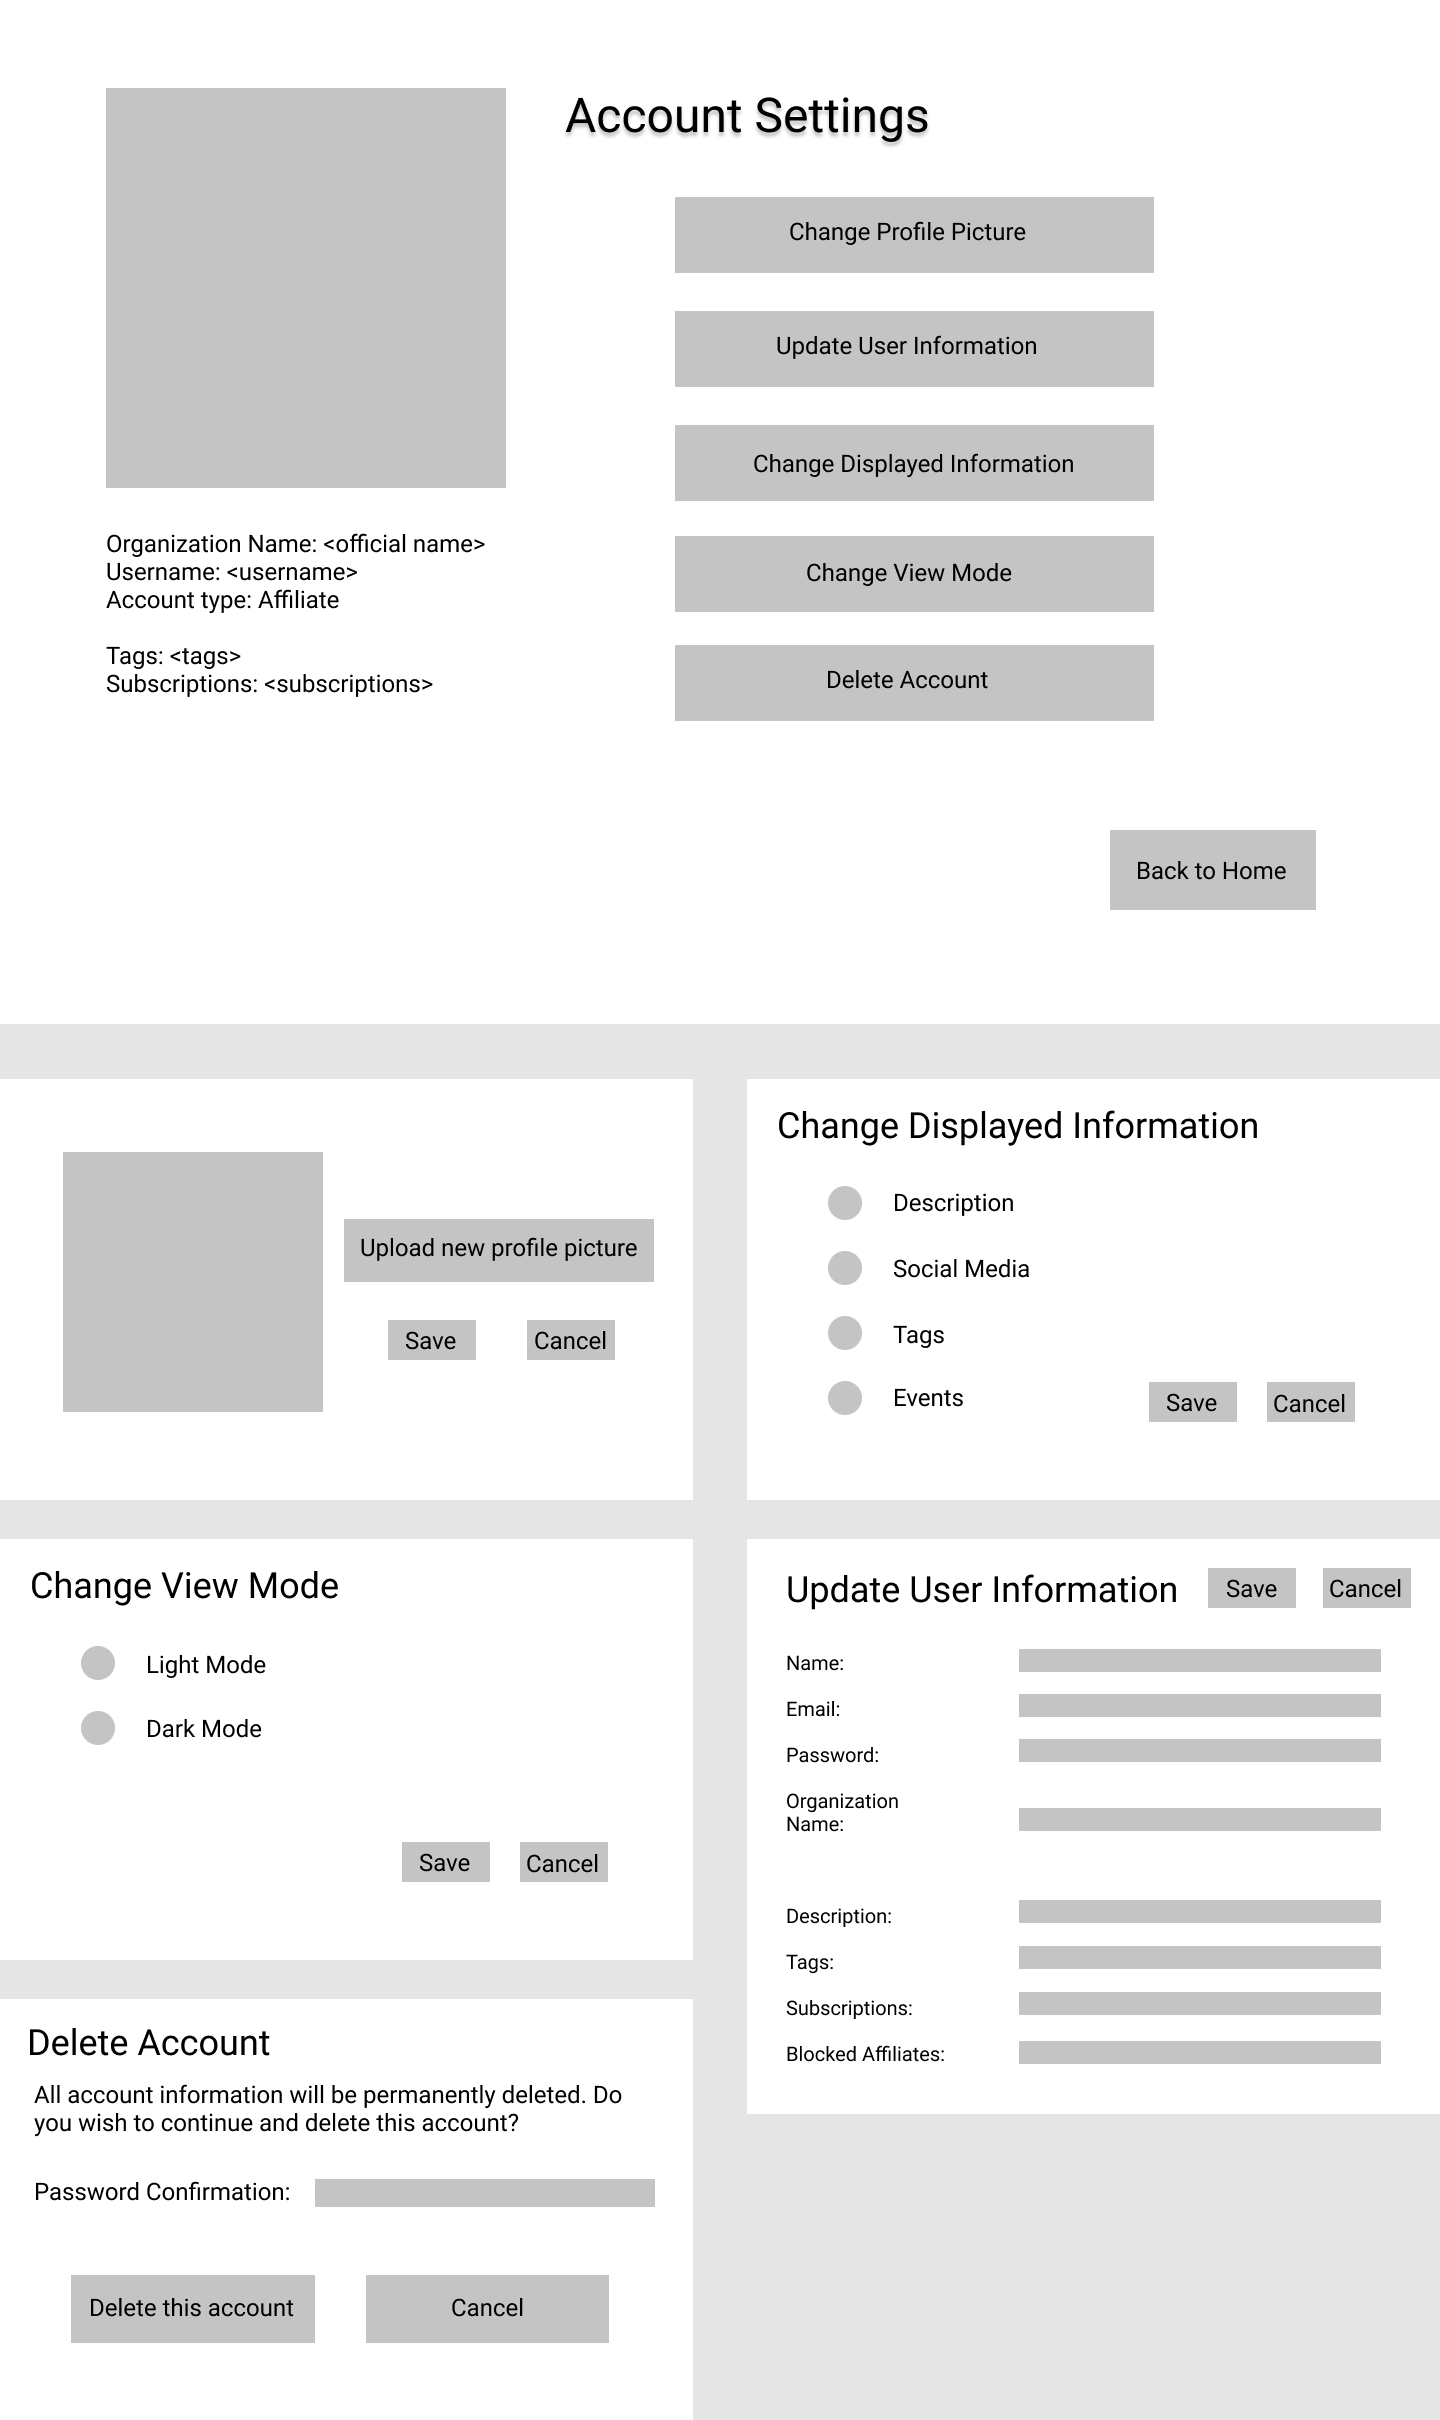 Account Settings
Change Profile Picture
Update User Information
Change Displayed Information
Change View Mode
Delete Account
Organization Name: <official name>
Username: <username>
Account type: Affiliate
Tags: <tags>
Subscriptions: <subscriptions>
Back to Home
Upload new profile picture
Save
Cancel
Change Displayed Information
Description
Social Media
Tags
Events
Save
Cancel
Change View Mode
Light Mode
Dark Mode
Save
Cancel
Update User Information
Save
Cancel
Name:
Email:
Password:
Organization
Name:
Description:
Tags:
Subscriptions:
Blocked Affiliates:
Delete Account
All account information will be permanently deleted. Do
you wish to continue and delete this account?
Password Confirmation:
Delete this account
Cancel